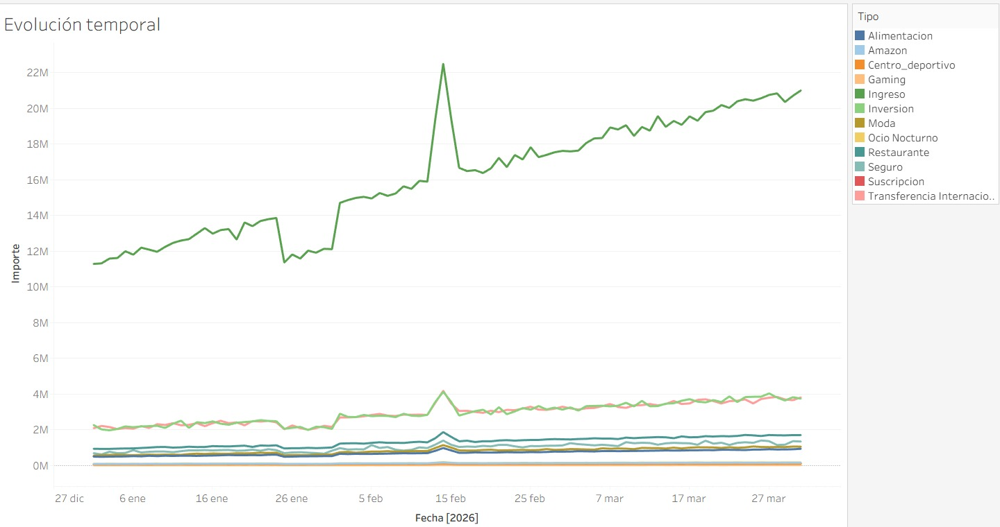 Evolución temporal
22M
20M
18M
16M
14M
12M
10M
8M
6M
4M
2M
0M
Importe
27 dic
6 ene
16 ene
26 ene
5 feb
15 feb
25 feb
7 mar
17 mar
27 mar
Fecha [2026]
Tipo
Alimentacion
Amazon
Centro_deportivo
Gaming
Ingreso
Inversion
Moda
Ocio Nocturno
Restaurante
Seguro
Suscripcion
Transferencia Internacio..